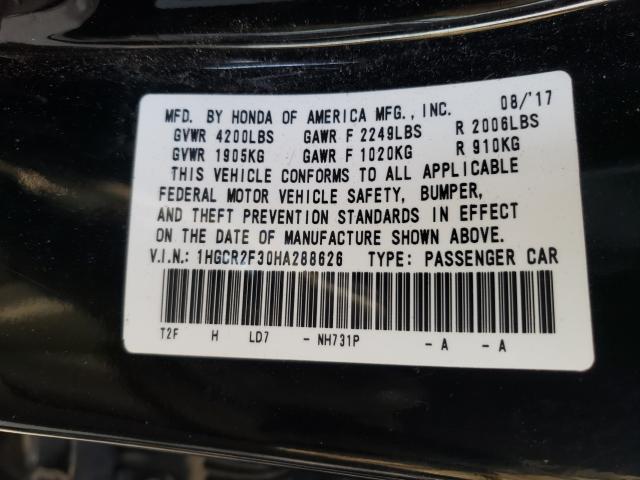 MFD. BY HONDA OF AMERICA MFG., INC. 08/'17
GVWR 4200LBS GAWR F 2249LBS R 2006LBS
GVWR 1905KG GAWR F 1020KG R 910KG
THIS VEHICLE CONFORMS TO ALL APPLICABLE
FEDERAL MOTOR VEHICLE SAFETY, BUMPER,
AND THEFT PREVENTION STANDARDS IN EFFECT
ON THE DATE OF MANUFACTURE SHOWN ABOVE.
V.I.N.: 1HGCR2F30HA288626 TYPE: PASSENGER CAR
T2F H LD7 - NH731P - A - A